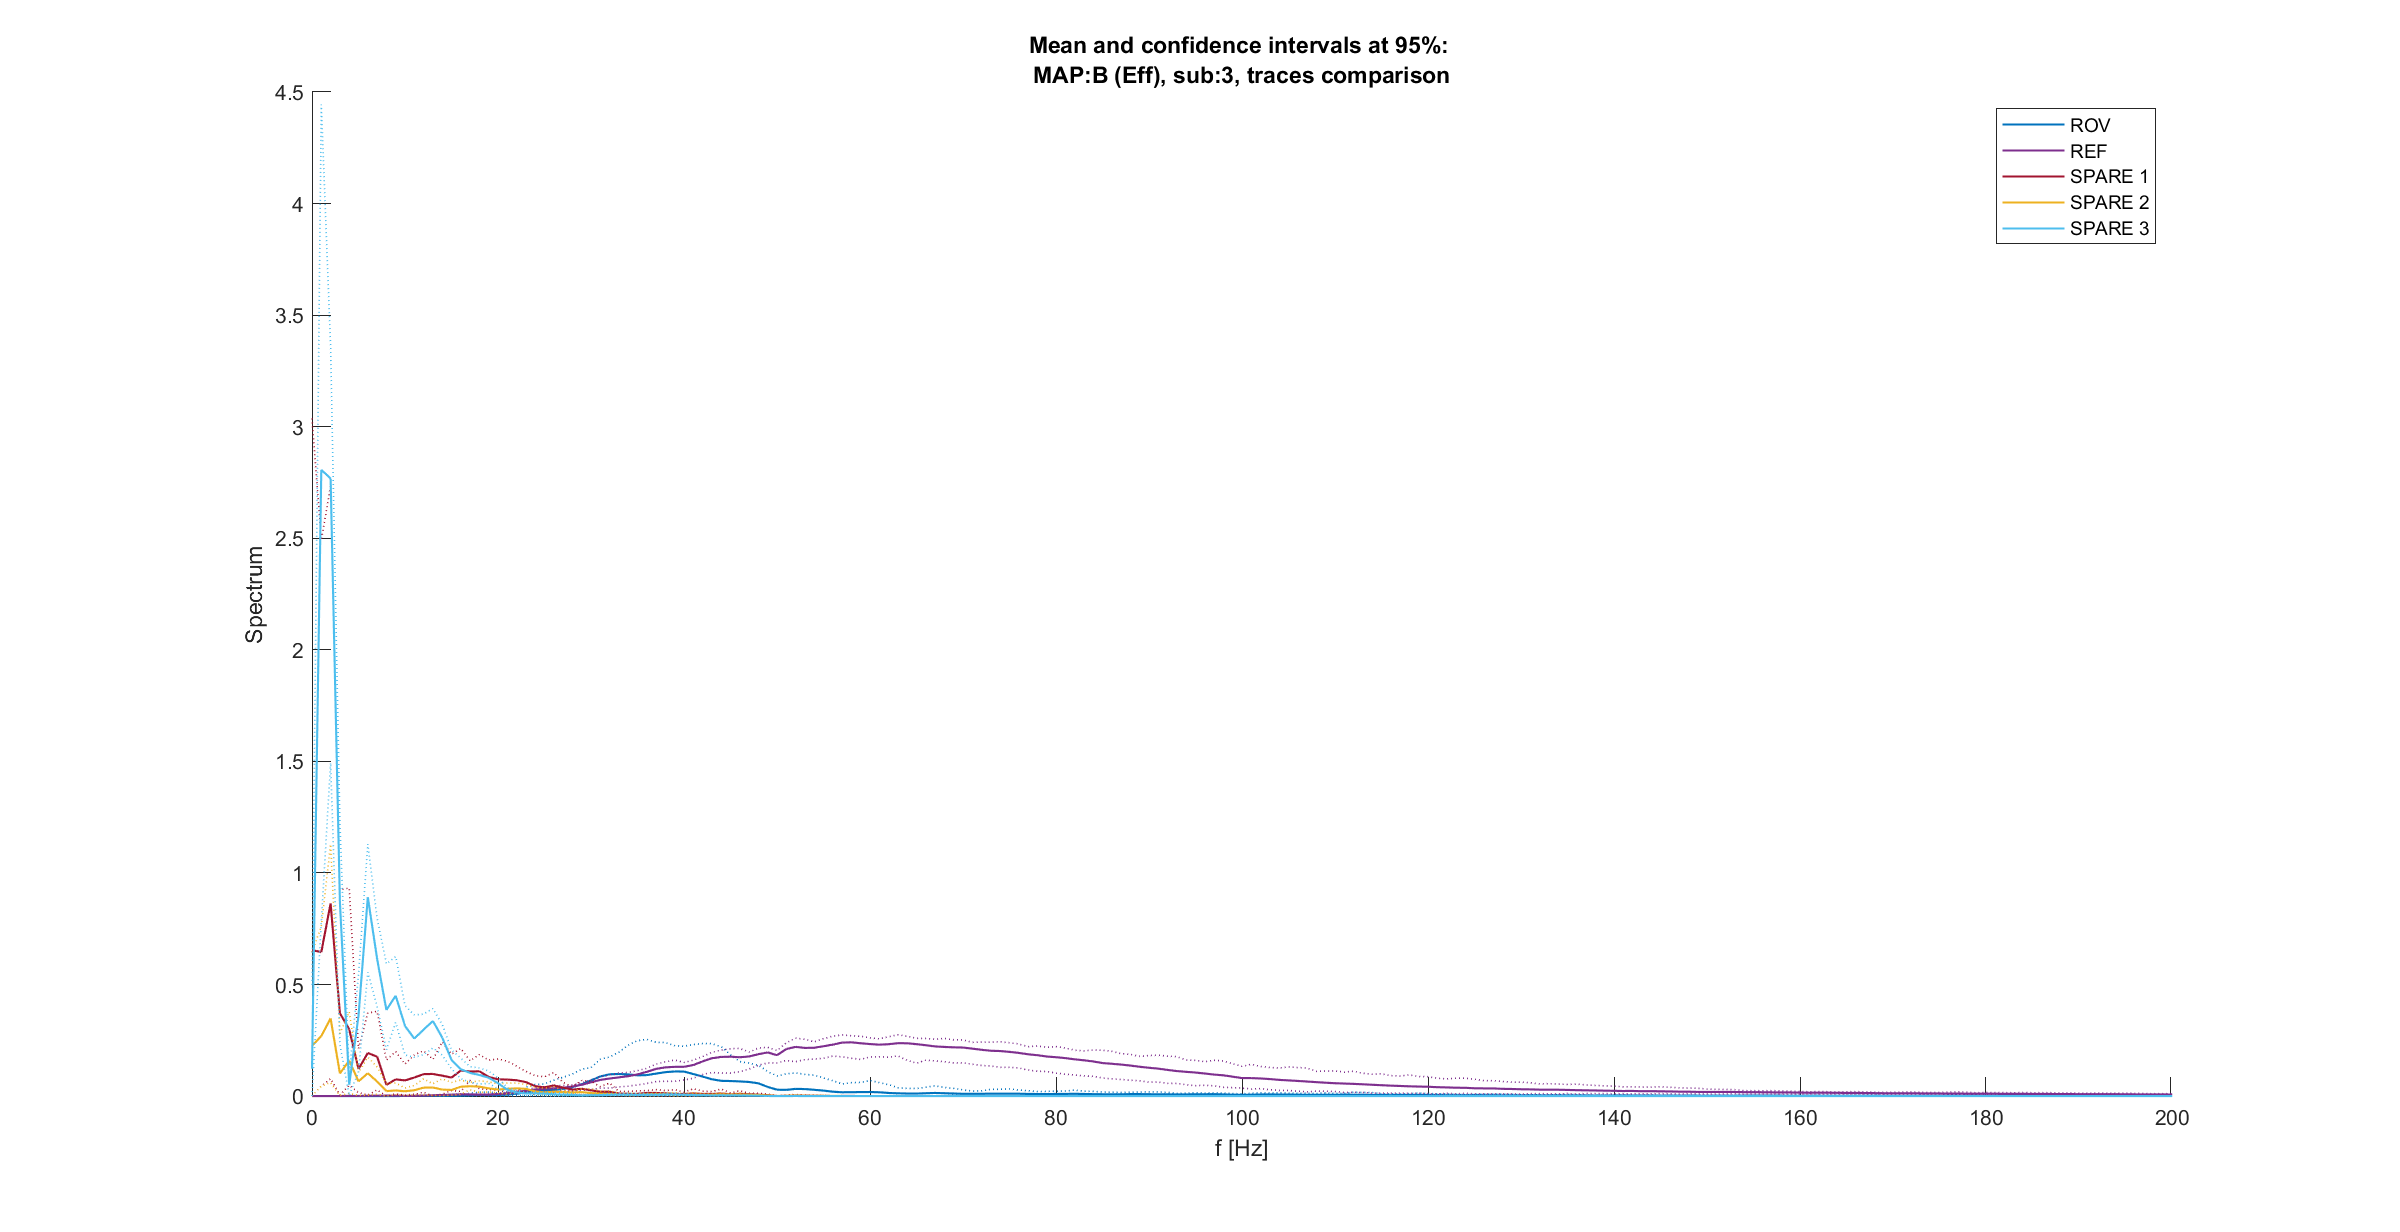 Mean and confidence intervals at 95%:
MAP:B (Eff), sub:3, traces comparison
4.5
4
3.5
3
2.5
2
1.5
1
0.5
0
Spectrum
ROV
REF
SPARE 1
SPARE 2
SPARE 3
0 20 40 60 80 100 120 140 160 180 200
f [Hz]